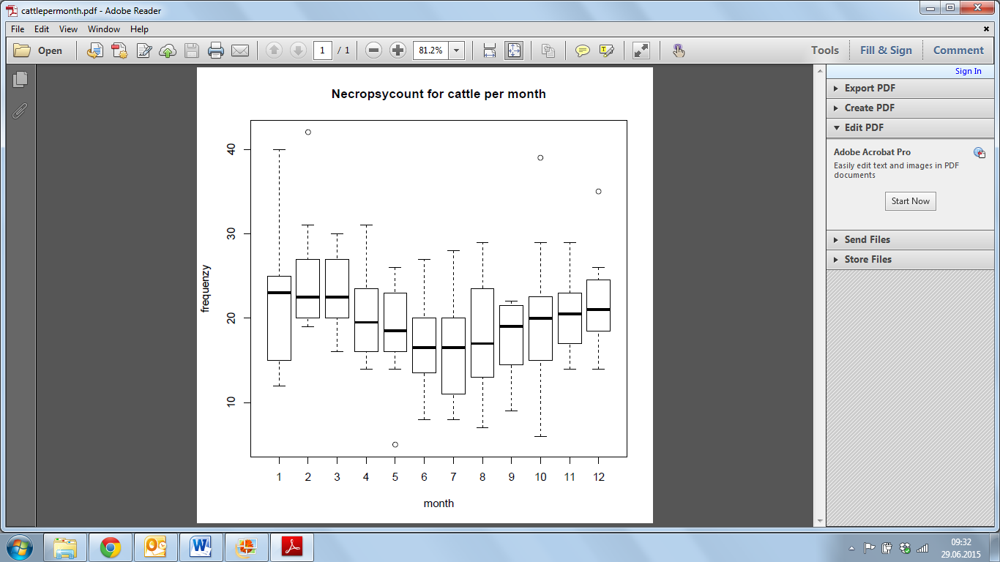 cattlepermonth.pdf - Adobe Reader
File Edit View Window Help
Open 1 / 1 81.2% Tools Fill & Sign Comment
Sign In
Export PDF
Create PDF
Edit PDF
Adobe Acrobat Pro
Easily edit text and images in PDF
documents
Start Now
Send Files
Store Files
Necropsycount for cattle per month
frequenzy
40
30
20
10
1 2 3 4 5 6 7 8 9 10 11 12
month
09:32
29.06.2015